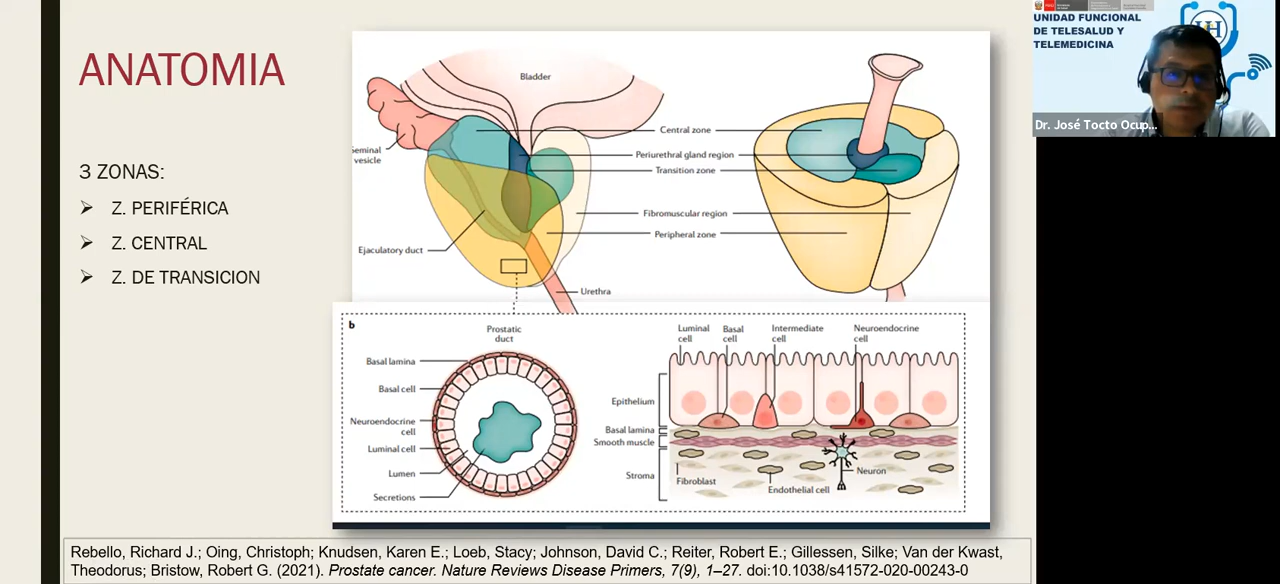 ANATOMIA
3 ZONAS:
Z. PERIFÉRICA
Z. CENTRAL
Z. DE TRANSICION
Bladder
Seminal
vesicle
Central zone
Periurethral gland region
Transition zone
Fibromuscular region
Peripheral zone
Ejaculatory duct
Urethra
b
Prostatic
duct
Basal lamina
Basal cell
Neuroendocrine
cell
Luminal cell
Lumen
Secretions
Luminal
cell
Basal
cell
Intermediate
cell
Neuroendocrine
cell
Epithelium
Basal lamina
Smooth muscle
Stroma
Fibroblast
Endothelial cell
Neuron
Rebello, Richard J.; Oing, Christoph; Knudsen, Karen E.; Loeb, Stacy; Johnson, David C.; Reiter, Robert E.; Gillessen, Silke; Van der Kwast,
Theodorus; Bristow, Robert G. (2021). Prostate cancer. Nature Reviews Disease Primers, 7(9), 1–27. doi:10.1038/s41572-020-00243-0
UNIDAD FUNCIONAL
DE TELESALUD Y
TELEMEDICINA
Dr. José Tocto Ocup...